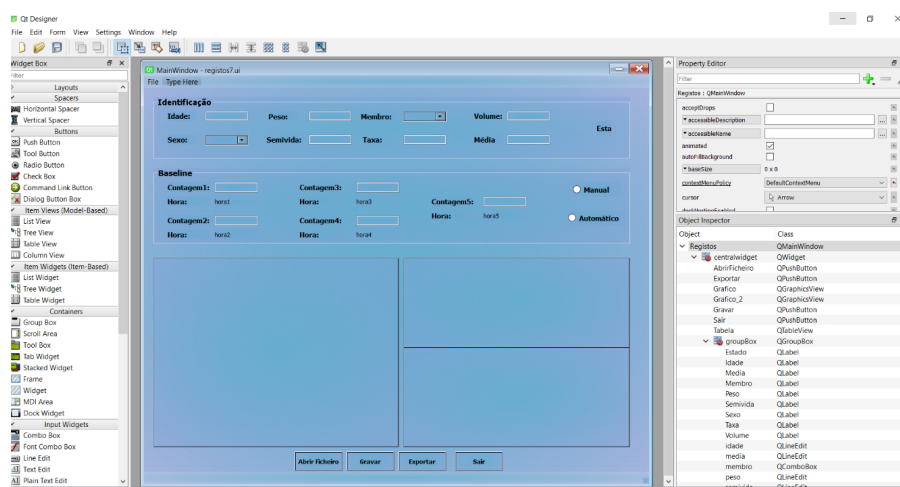 Qt Designer
File Edit Form View Settings Window Help
Widget Box
Filter
Layouts
Spacers
Horizontal Spacer
Vertical Spacer
Buttons
Push Button
Tool Button
Radio Button
Check Box
Command Link Button
Dialog Button Box
Item Views (Model-Based)
List View
Tree View
Table View
Column View
Item Widgets (Item-Based)
List Widget
Tree Widget
Table Widget
Containers
Group Box
Scroll Area
Tool Box
Tab Widget
Stacked Widget
Frame
Widget
MDI Area
Dock Widget
Input Widgets
Combo Box
Font Combo Box
Line Edit
Text Edit
Plain Text Edit
MainWindow - registos7.ui
File Type Here
Identificação
Idade: Peso: Membro: Volume:
Esta
Sexo: Semivida: Taxa: Média
Baseline
Contagem1: Contagem3:
Manual
Hora: hora1 Hora: hora3 Contagem5:
Contagem2: Contagem4: Hora: hora5 Automático
Hora: hora2 Hora: hora4
Abrir Ficheiro Gravar Exportar Sair
Property Editor
Filter
Registos : QMainWindow
acceptDrops
accessibleDescription
accessibleName
animated
autoFillBackground
baseSize 0 x 0
contextMenuPolicy DefaultContextMenu
cursor Arrow
Object Inspector
Object Class
Registos QMainWindow
centralwidget QWidget
AbrirFicheiro QPushButton
Exportar QPushButton
Grafico QGraphicsView
Grafico_2 QGraphicsView
Gravar QPushButton
Sair QPushButton
Tabela QTableView
groupBox QGroupBox
Estado QLabel
Idade QLabel
Media QLabel
Membro QLabel
Peso QLabel
Semivida QLabel
Sexo QLabel
Taxa QLabel
Volume QLabel
idade QLineEdit
media QLineEdit
membro QComboBox
peso QLineEdit